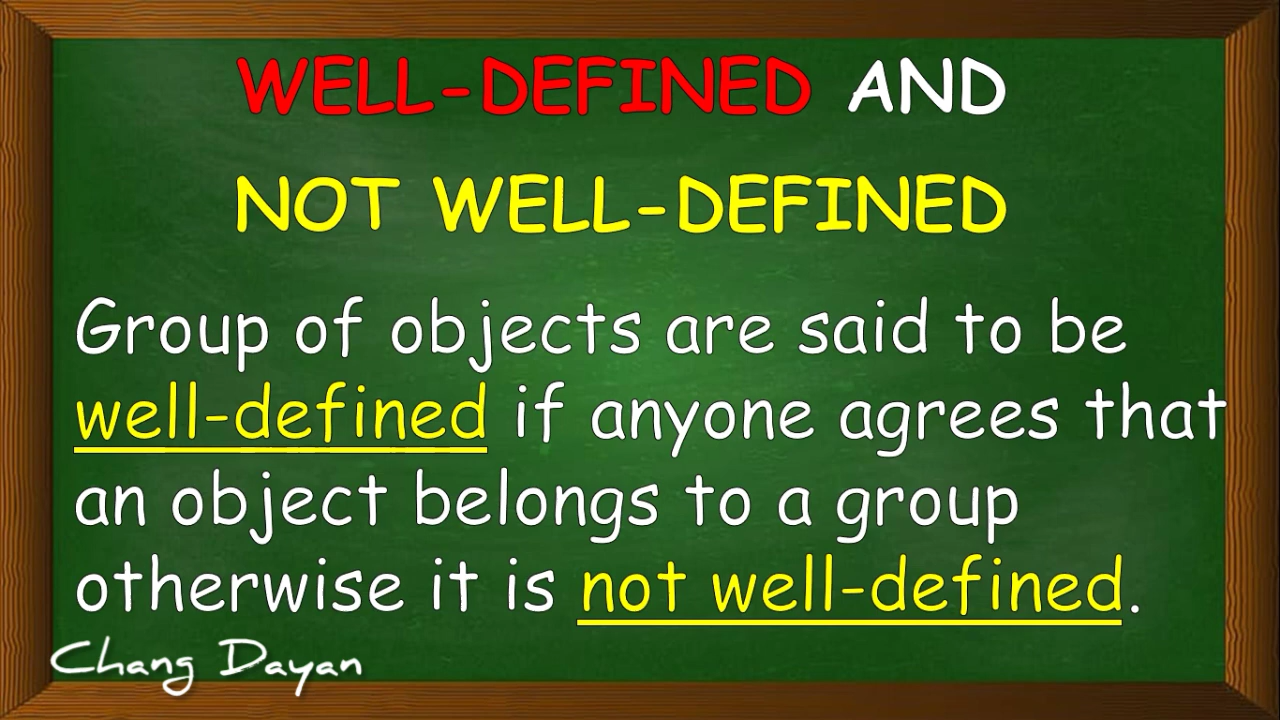 WELL-DEFINED AND
NOT WELL-DEFINED
Group of objects are said to be
well-defined if anyone agrees that
an object belongs to a group
otherwise it is not well-defined.
Chang Dayan